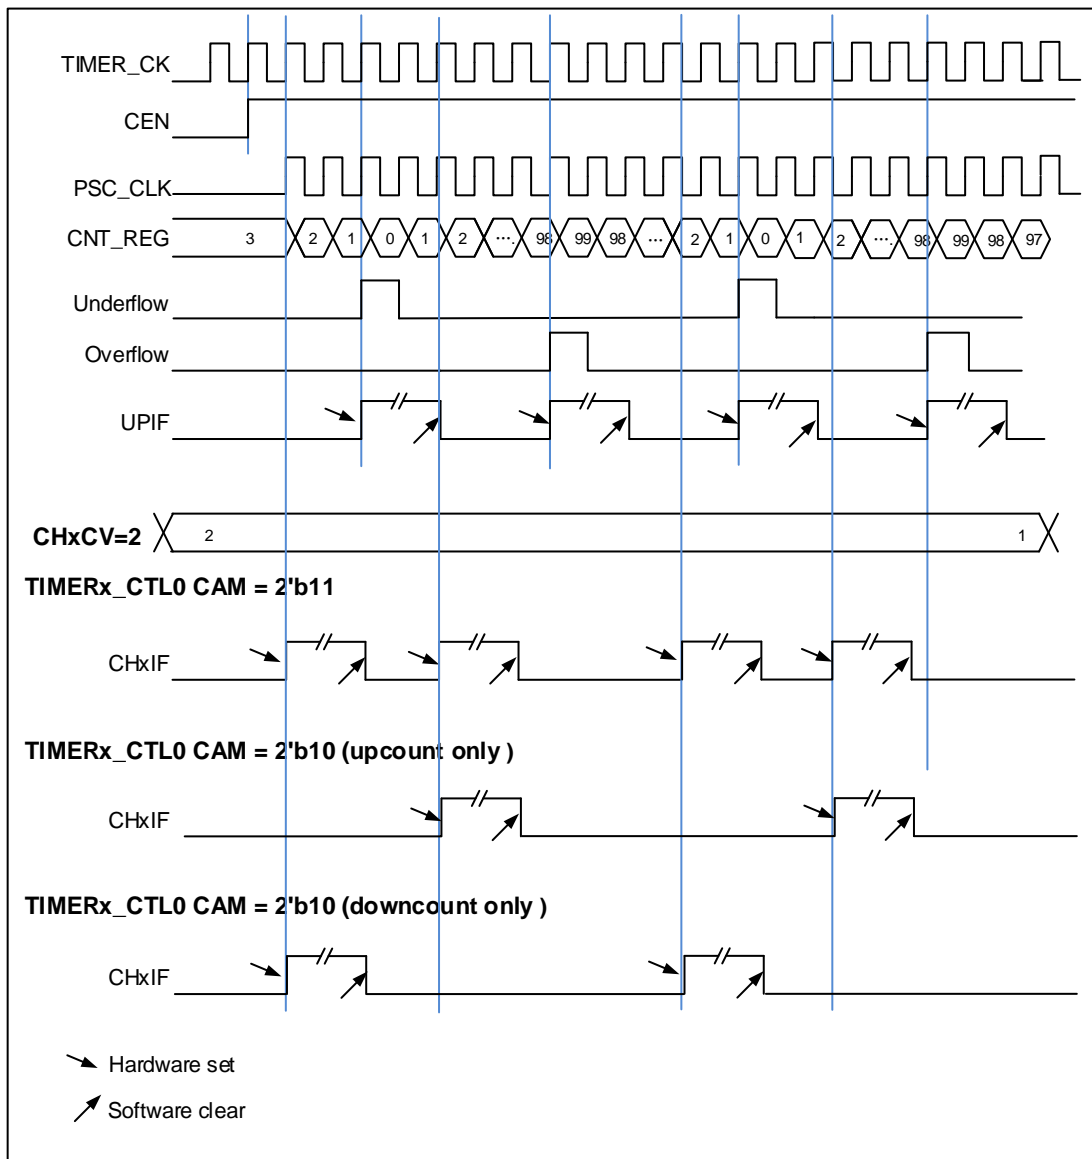 TIMER_CK
CEN
PSC_CLK
CNT_REG 3 2 1 0 1 2 .... 98 99 98 ... 2 1 0 1 2 .... 98 99 98 97
Underflow
Overflow
UPIF
CHxCV=2 2 1
TIMERx_CTL0 CAM = 2'b11
CHxIF
TIMERx_CTL0 CAM = 2'b10 (upcount only )
CHxIF
TIMERx_CTL0 CAM = 2'b10 (downcount only )
CHxIF
Hardware set
Software clear